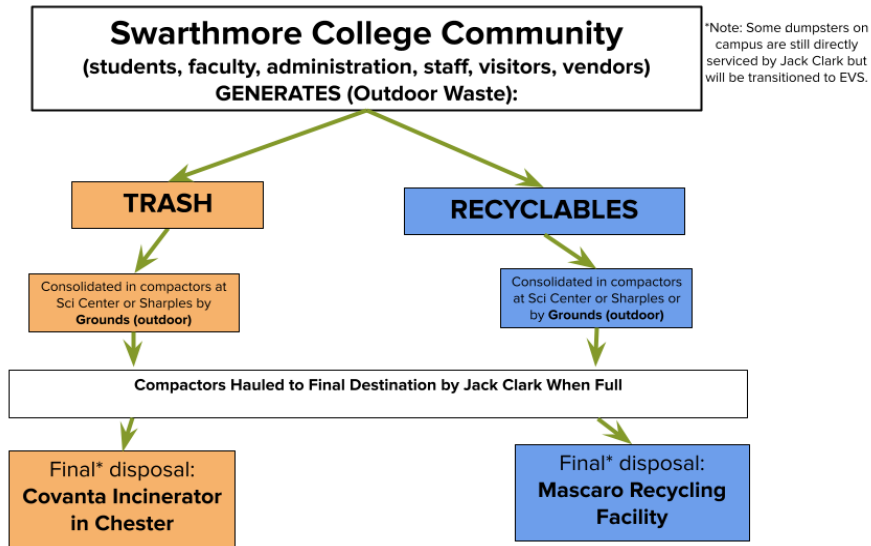 Swarthmore College Community
(students, faculty, administration, staff, visitors, vendors)
GENERATES (Outdoor Waste):
*Note: Some dumpsters on
campus are still directly
serviced by Jack Clark but
will be transitioned to EVS.
TRASH
RECYCLABLES
Consolidated in compactors at
Sci Center or Sharples by
Grounds (outdoor)
Consolidated in compactors
at Sci Center or Sharples or
by Grounds (outdoor)
Compactors Hauled to Final Destination by Jack Clark When Full
Final* disposal:
Covanta Incinerator
in Chester
Final* disposal:
Mascaro Recycling
Facility